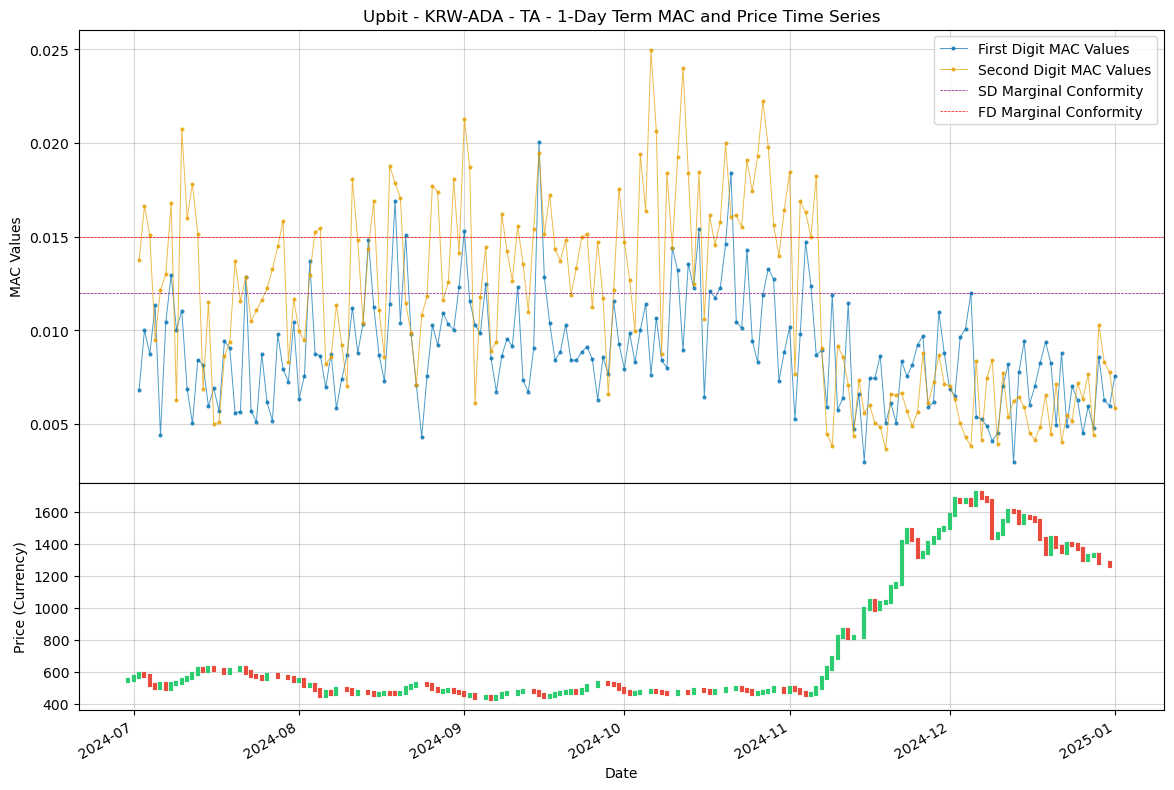 Upbit - KRW-ADA - TA - 1-Day Term MAC and Price Time Series
First Digit MAC Values
Second Digit MAC Values
SD Marginal Conformity
FD Marginal Conformity
MAC Values
0.025
0.020
0.015
0.010
0.005
Price (Currency)
1600
1400
1200
1000
800
600
400
2024-07
2024-08
2024-09
2024-10
2024-11
2024-12
2025-01
Date